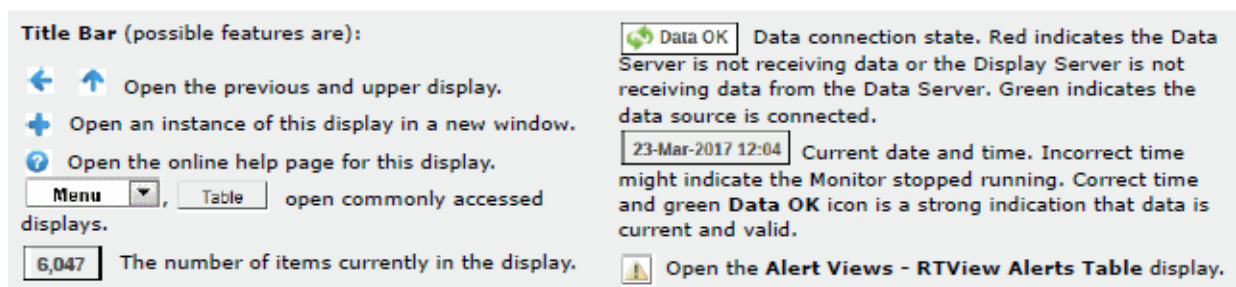 Title Bar (possible features are):
Open the previous and upper display.
Open an instance of this display in a new window.
? Open the online help page for this display.
Menu , Table open commonly accessed
displays.
6,047 The number of items currently in the display.
Data OK Data connection state. Red indicates the Data
Server is not receiving data or the Display Server is not
receiving data from the Data Server. Green indicates the
data source is connected.
23-Mar-2017 12:04 Current date and time. Incorrect time
might indicate the Monitor stopped running. Correct time
and green Data OK icon is a strong indication that data is
current and valid.
Open the Alert Views - RTView Alerts Table display.